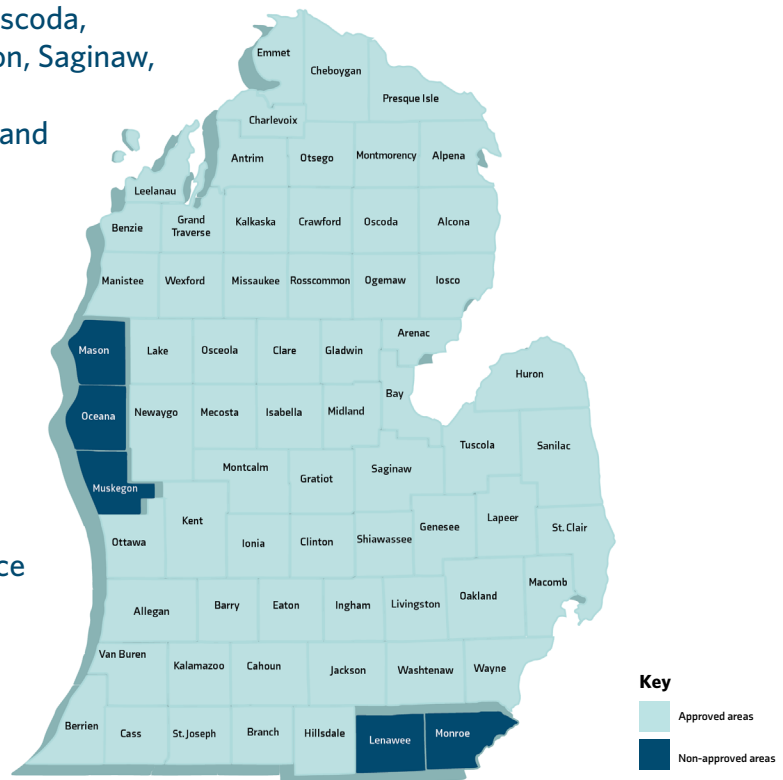 scoda,
on, Saginaw,
and
ce
Emmet
Cheboygan
Presque Isle
Charlevoix
Antrim
Otsego
Montmorency
Alpena
Leelanau
Benzie
Grand
Traverse
Kalkaska
Crawford
Oscoda
Alcona
Manistee
Wexford
Missaukee
Rosscommon
Ogemaw
Iosco
Mason
Lake
Osceola
Clare
Gladwin
Arenac
Huron
Oceana
Newaygo
Mecosta
Isabella
Midland
Bay
Tuscola
Sanilac
Muskegon
Montcalm
Gratiot
Saginaw
Kent
Ottawa
Ionia
Clinton
Shiawassee
Genesee
Lapeer
St. Clair
Allegan
Barry
Eaton
Ingham
Livingston
Oakland
Macomb
Van Buren
Kalamazoo
Cahoun
Jackson
Washtenaw
Wayne
Berrien
Cass
St. Joseph
Branch
Hillsdale
Lenawee
Monroe
Key
Approved areas
Non-approved areas